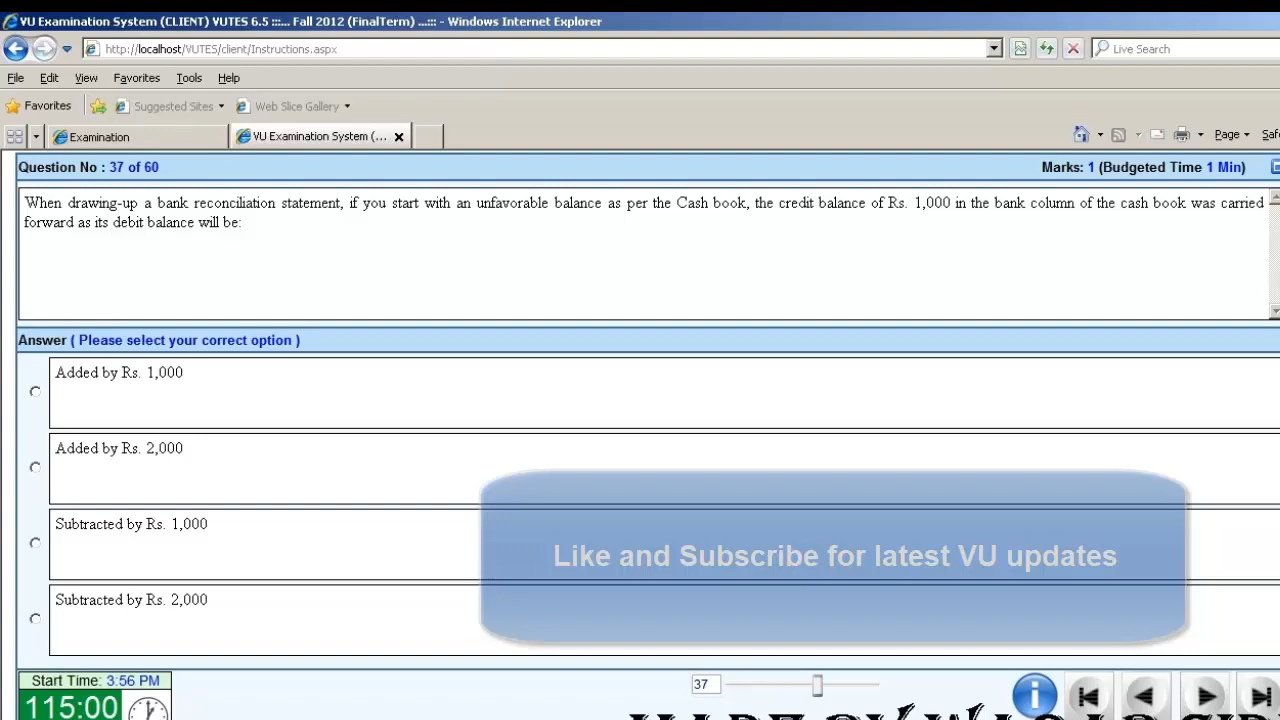 VU Examination System (CLIENT) VUTES 6.5 :::... Fall 2012 (FinalTerm) ...::: - Windows Internet Explorer
http://localhost/VUTES/client/Instructions.aspx
Live Search
File Edit View Favorites Tools Help
Favorites Suggested Sites Web Slice Gallery
Examination VU Examination System (... Page
Question No : 37 of 60 Marks: 1 (Budgeted Time 1 Min)
When drawing-up a bank reconciliation statement, if you start with an unfavorable balance as per the Cash book, the credit balance of Rs. 1,000 in the bank column of the cash book was carried
forward as its debit balance will be:
Answer ( Please select your correct option )
Added by Rs. 1,000
Added by Rs. 2,000
Subtracted by Rs. 1,000
Like and Subscribe for latest VU updates
Subtracted by Rs. 2,000
Start Time: 3:56 PM
37
115:00